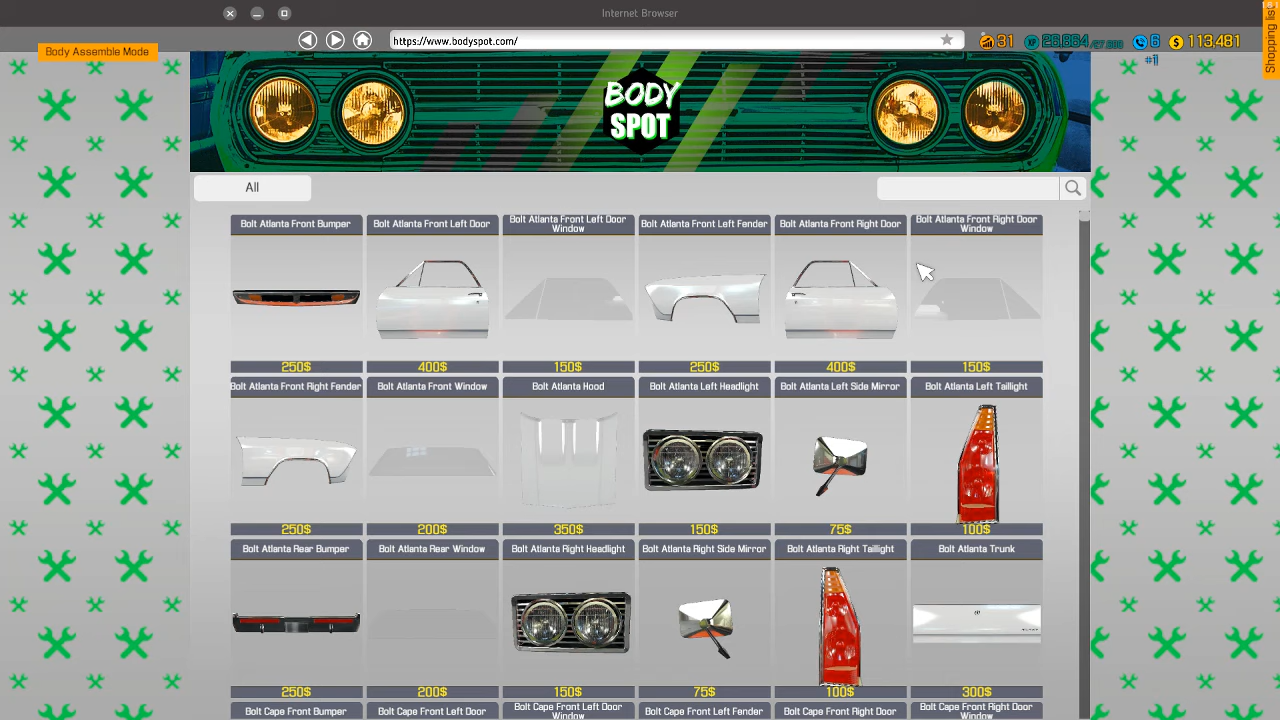 Internet Browser
https://www.bodyspot.com/
Body Assemble Mode
31
6
+1
$ 113,481
Shopping list
BODY
SPOT
All
Bolt Atlanta Front Bumper
Bolt Atlanta Front Left Door
Bolt Atlanta Front Left Door
Window
Bolt Atlanta Front Left Fender
Bolt Atlanta Front Right Door
Bolt Atlanta Front Right Door
Window
250$
400$
150$
250$
400$
150$
Bolt Atlanta Front Right Fender
Bolt Atlanta Front Window
Bolt Atlanta Hood
Bolt Atlanta Left Headlight
Bolt Atlanta Left Side Mirror
Bolt Atlanta Left Taillight
250$
200$
350$
150$
75$
100$
Bolt Atlanta Rear Bumper
Bolt Atlanta Rear Window
Bolt Atlanta Right Headlight
Bolt Atlanta Right Side Mirror
Bolt Atlanta Right Taillight
Bolt Atlanta Trunk
250$
200$
150$
75$
100$
300$
Bolt Cape Front Bumper
Bolt Cape Front Left Door
Bolt Cape Front Left Door
Window
Bolt Cape Front Left Fender
Bolt Cape Front Right Door
Bolt Cape Front Right Door
Window